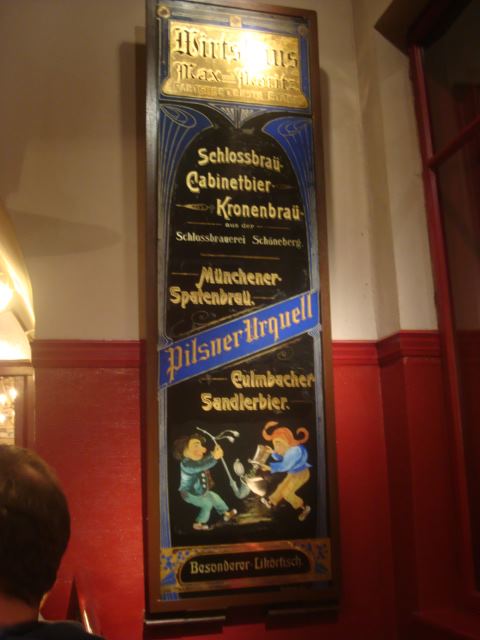 Wirtshaus
Max-Moritz
Schlossbräu-
Cabinetbier-
Kronenbräu-
aus der
Schlossbrauerei Schöneberg.
Münchener-
Spatenbräu.
Pilsner Urquell
Culmbacher
Sandlerbier.
Besonderer-Likörtisch.